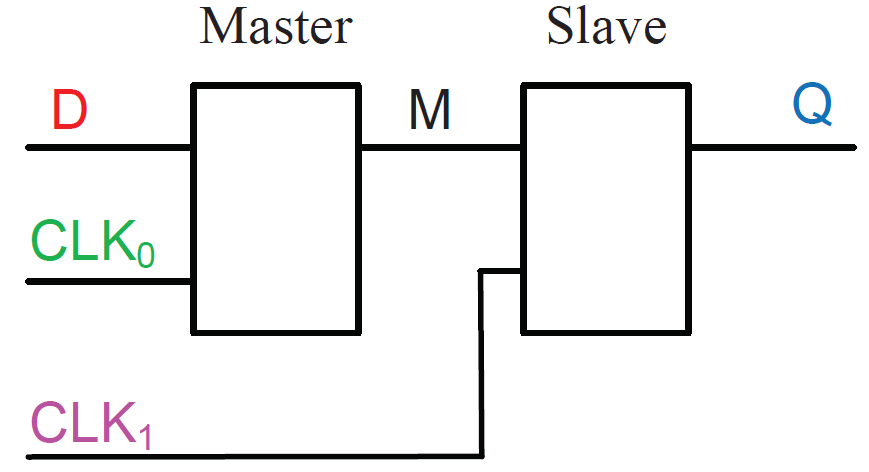 Master Slave
D M Q
CLK₀
CLK₁